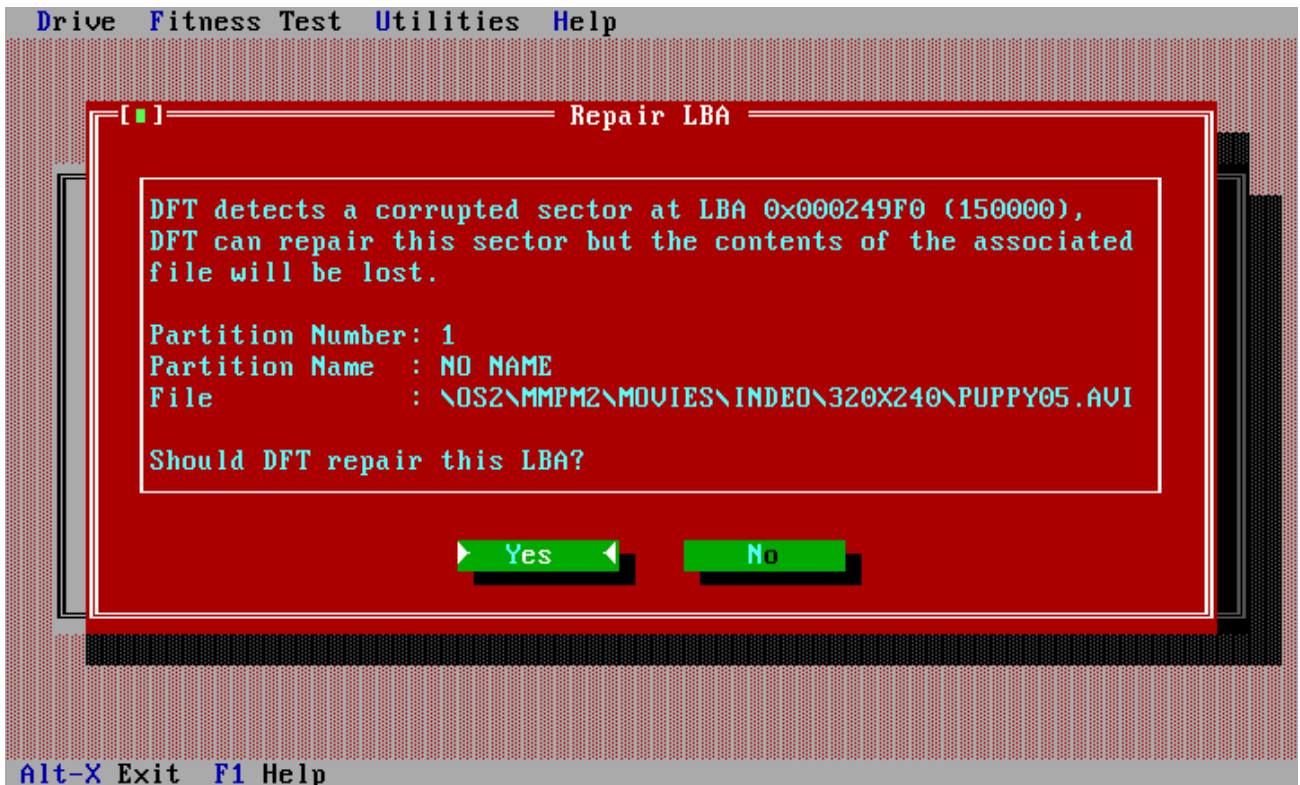 Drive Fitness Test Utilities Help
[■] Repair LBA
DFT detects a corrupted sector at LBA 0x000249F0 (150000),
DFT can repair this sector but the contents of the associated
file will be lost.
Partition Number: 1
Partition Name : NO NAME
File : \OS2\MMPM2\MOVIES\INDEO\320X240\PUPPY05.AVI
Should DFT repair this LBA?
Yes No
Alt-X Exit F1 Help